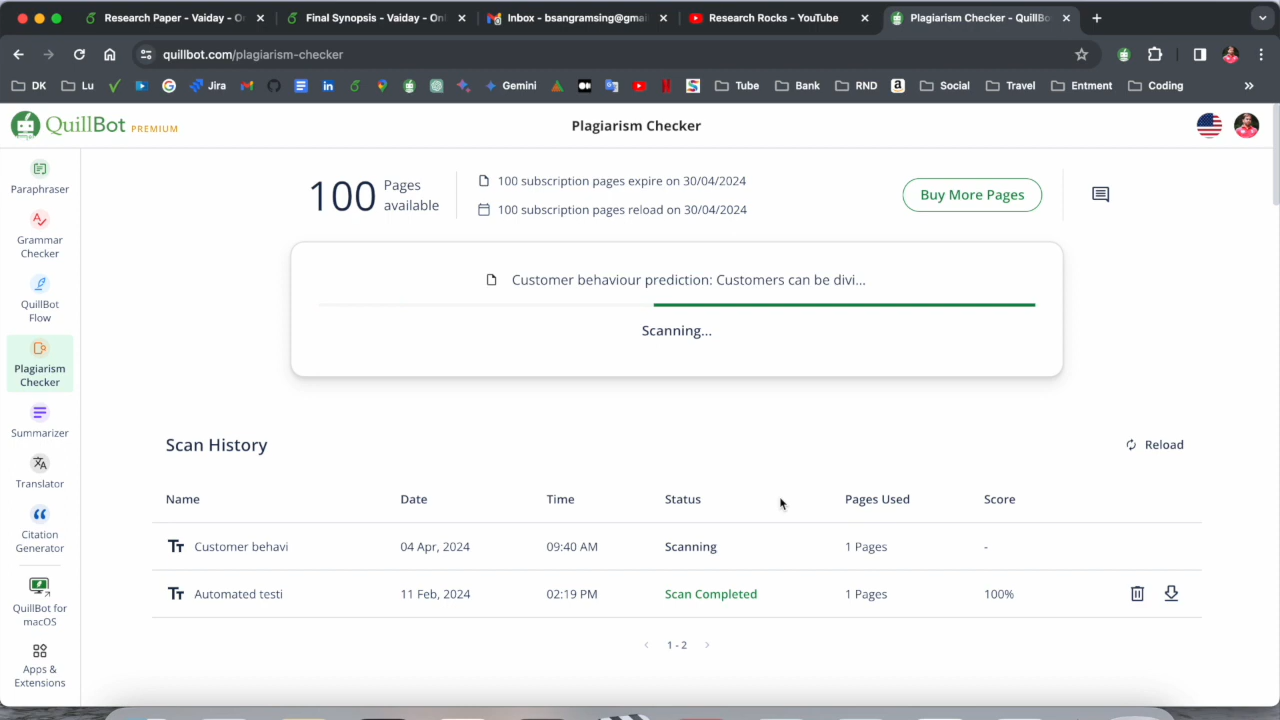 Research Paper - Vaiday - O
Final Synopsis - Vaiday - Onl
Inbox - bsangramsing@gmai
Research Rocks - YouTube
Plagiarism Checker - QuillBo
quillbot.com/plagiarism-checker
DK
Lu
Jira
Gemini
Tube
Bank
RND
Social
Travel
Entment
Coding
QuillBot PREMIUM
Plagiarism Checker
Paraphraser
Grammar
Checker
QuillBot
Flow
Plagiarism
Checker
Summarizer
Translator
Citation
Generator
QuillBot for
macOS
Apps &
Extensions
100 Pages
available
100 subscription pages expire on 30/04/2024
100 subscription pages reload on 30/04/2024
Buy More Pages
Customer behaviour prediction: Customers can be divi...
Scanning...
Scan History
Reload
Name Date Time Status Pages Used Score
Customer behavi 04 Apr, 2024 09:40 AM Scanning 1 Pages -
Automated testi 11 Feb, 2024 02:19 PM Scan Completed 1 Pages 100%
1 - 2